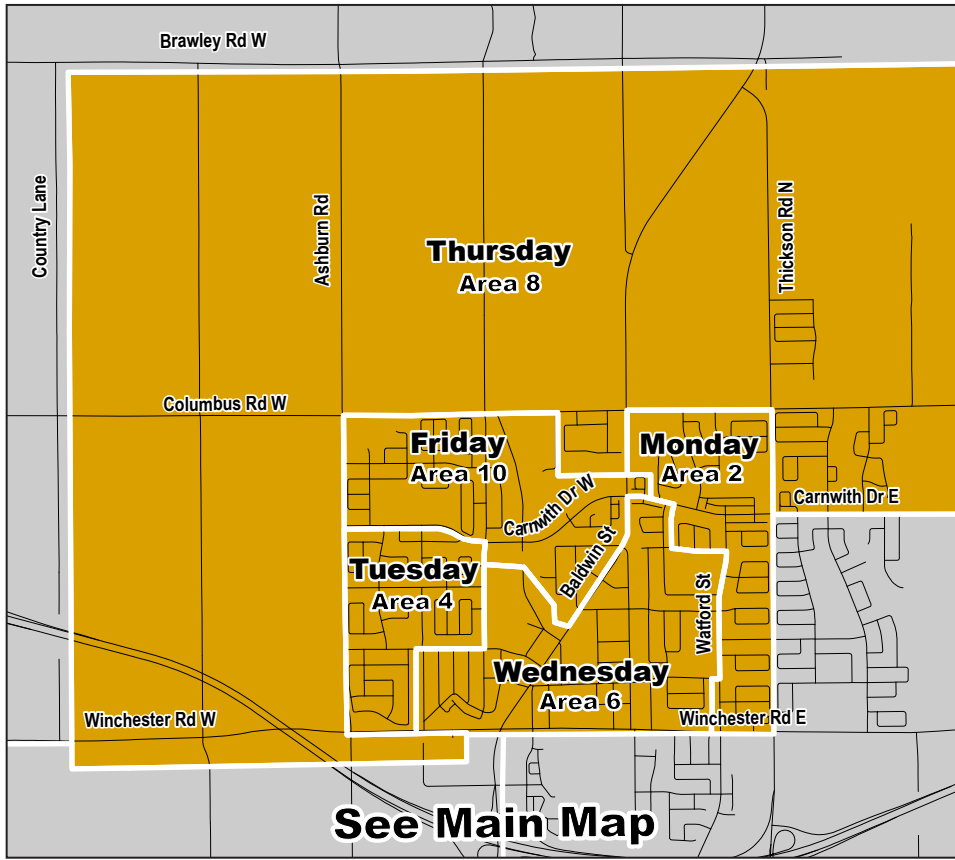 Brawley Rd W
Country Lane
Ashburn Rd
Thickson Rd N
Thursday
Area 8
Columbus Rd W
Friday
Area 10
Monday
Area 2
Carnwith Dr W
Carnwith Dr E
Baldwin St
Tuesday
Area 4
Watford St
Wednesday
Area 6
Winchester Rd W
Winchester Rd E
See Main Map